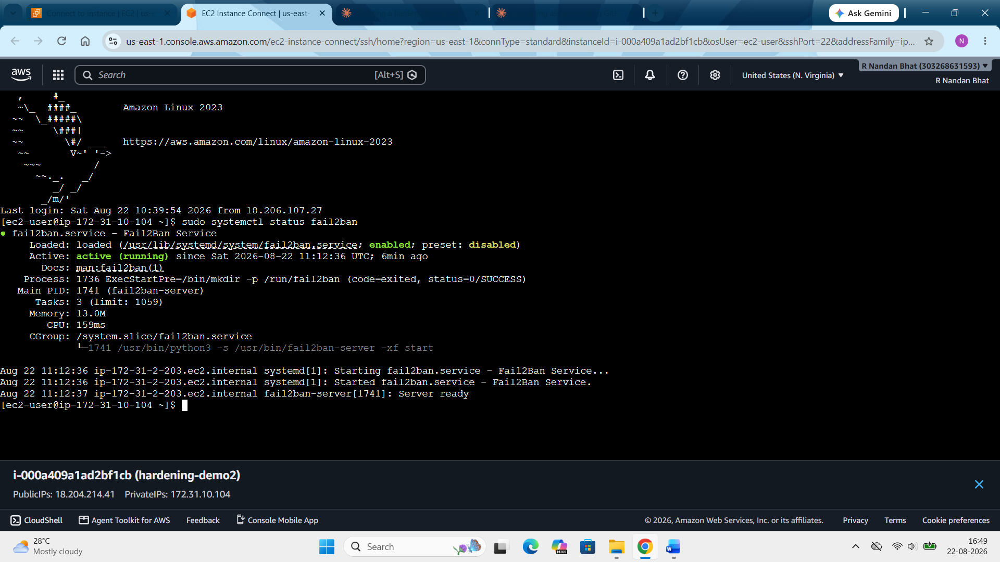 EC2 Instance Connect | us-east-
Ask Gemini
us-east-1.console.aws.amazon.com/ec2-instance-connect/ssh/home?region=us-east-1&connType=standard&instanceId=i-000a409a1ad2bf1cb&osUser=ec2-user&sshPort=22&addressFamily=ip...
N
aws
Search
[Alt+S]
United States (N. Virginia)
R Nandan Bhat (303268631593)
R Nandan Bhat
   ,     #_
   ~\_  ####_        Amazon Linux 2023
  ~~  \_#####\
  ~~     \###|
  ~~       \#/ ___   https://aws.amazon.com/linux/amazon-linux-2023
   ~~       V~' '->
    ~~~         /
      ~~._.   _/
         _/ _/
       _/m/'
Last login: Sat Aug 22 10:39:54 2026 from 18.206.107.27
[ec2-user@ip-172-31-10-104 ~]$ sudo systemctl status fail2ban
● fail2ban.service - Fail2Ban Service
     Loaded: loaded (/usr/lib/systemd/system/fail2ban.service; enabled; preset: disabled)
     Active: active (running) since Sat 2026-08-22 11:12:36 UTC; 6min ago
       Docs: man:fail2ban(1)
    Process: 1736 ExecStartPre=/bin/mkdir -p /run/fail2ban (code=exited, status=0/SUCCESS)
   Main PID: 1741 (fail2ban-server)
      Tasks: 3 (limit: 1059)
     Memory: 13.0M
        CPU: 159ms
     CGroup: /system.slice/fail2ban.service
             └─1741 /usr/bin/python3 -s /usr/bin/fail2ban-server -xf start
Aug 22 11:12:36 ip-172-31-2-203.ec2.internal systemd[1]: Starting fail2ban.service - Fail2Ban Service...
Aug 22 11:12:36 ip-172-31-2-203.ec2.internal systemd[1]: Started fail2ban.service - Fail2Ban Service.
Aug 22 11:12:37 ip-172-31-2-203.ec2.internal fail2ban-server[1741]: Server ready
[ec2-user@ip-172-31-10-104 ~]$
i-000a409a1ad2bf1cb (hardening-demo2)
PublicIPs: 18.204.214.41 PrivateIPs: 172.31.10.104
CloudShell
Agent Toolkit for AWS
Feedback
Console Mobile App
© 2026, Amazon Web Services, Inc. or its affiliates.
Privacy
Terms
Cookie preferences
28°C
Mostly cloudy
Search
M365
W
16:49
22-08-2026